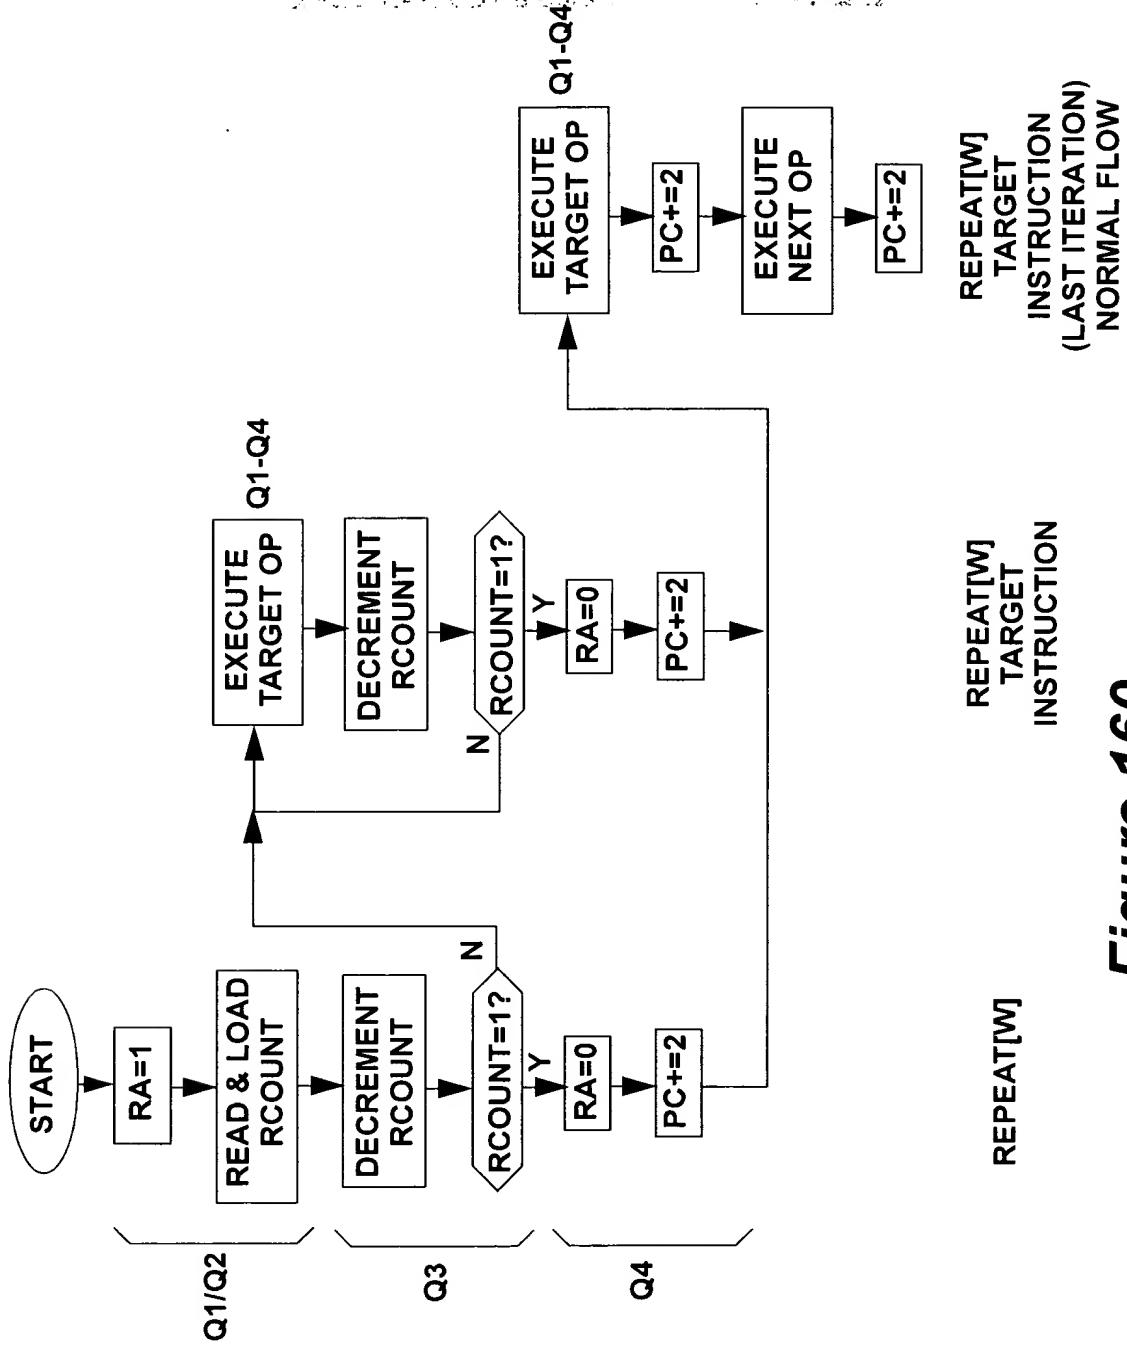 START
RA=1
READ & LOAD
RCOUNT
DECREMENT
RCOUNT
RCOUNT=1?
N
Y
RA=0
PC+=2
Q1/Q2
Q3
Q4
REPEAT[W]
EXECUTE
TARGET OP
Q1-Q4
DECREMENT
RCOUNT
RCOUNT=1?
N
Y
RA=0
PC+=2
REPEAT[W]
TARGET
INSTRUCTION
EXECUTE
TARGET OP
Q1-Q4
PC+=2
EXECUTE
NEXT OP
PC+=2
REPEAT[W]
TARGET
INSTRUCTION
(LAST ITERATION)
NORMAL FLOW
Figure 160